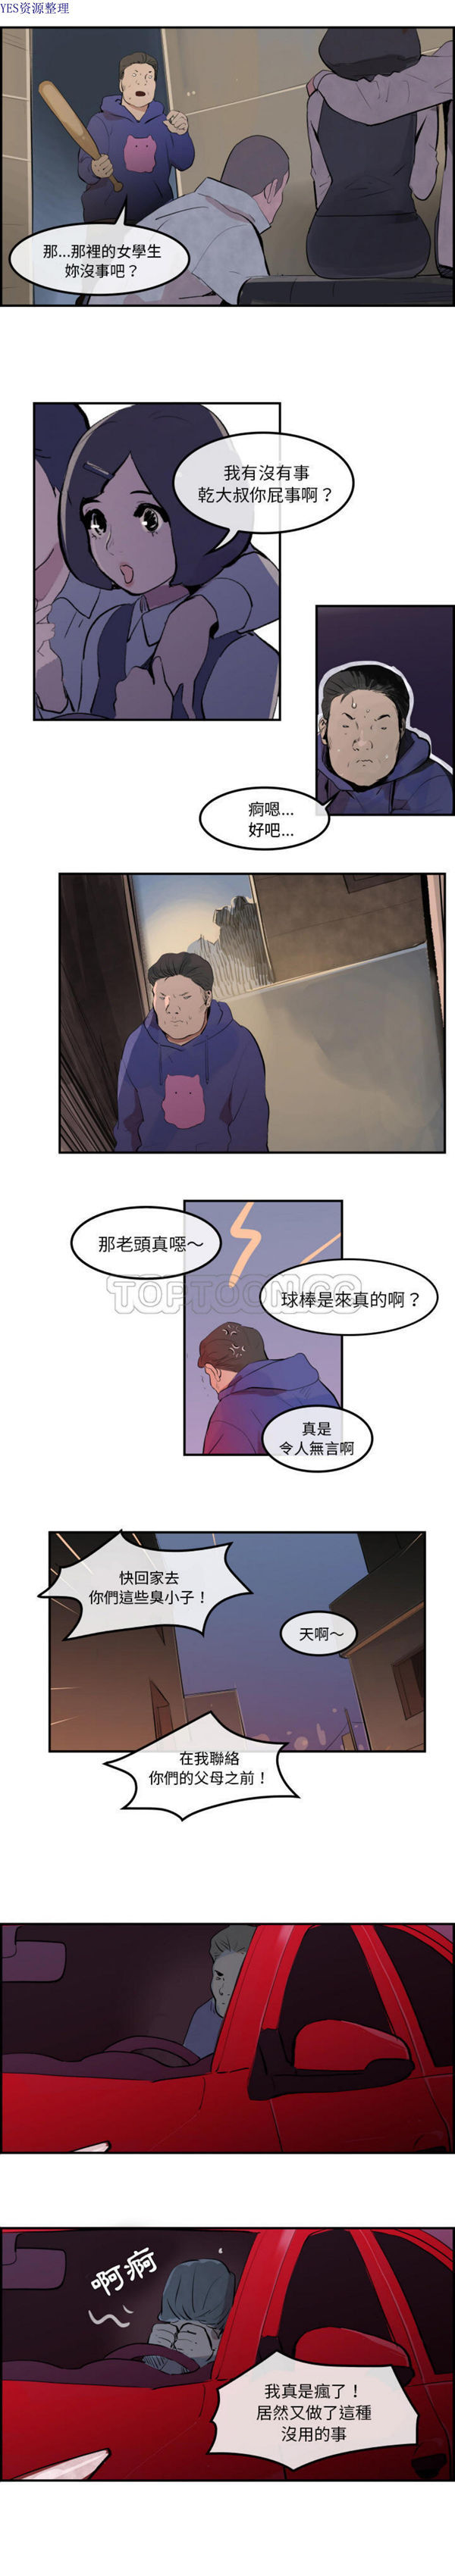 YES资源整理
那...那裡的女學生
妳沒事吧？
我有沒有事
乾大叔你屁事啊？
痾嗯...
好吧...
那老頭真噁～
TOPTOON.CC
球棒是來真的啊？
真是
令人無言啊
快回家去
你們這些臭小子！
天啊～
在我聯絡
你們的父母之前！
啊痾
我真是瘋了！
居然又做了這種
沒用的事